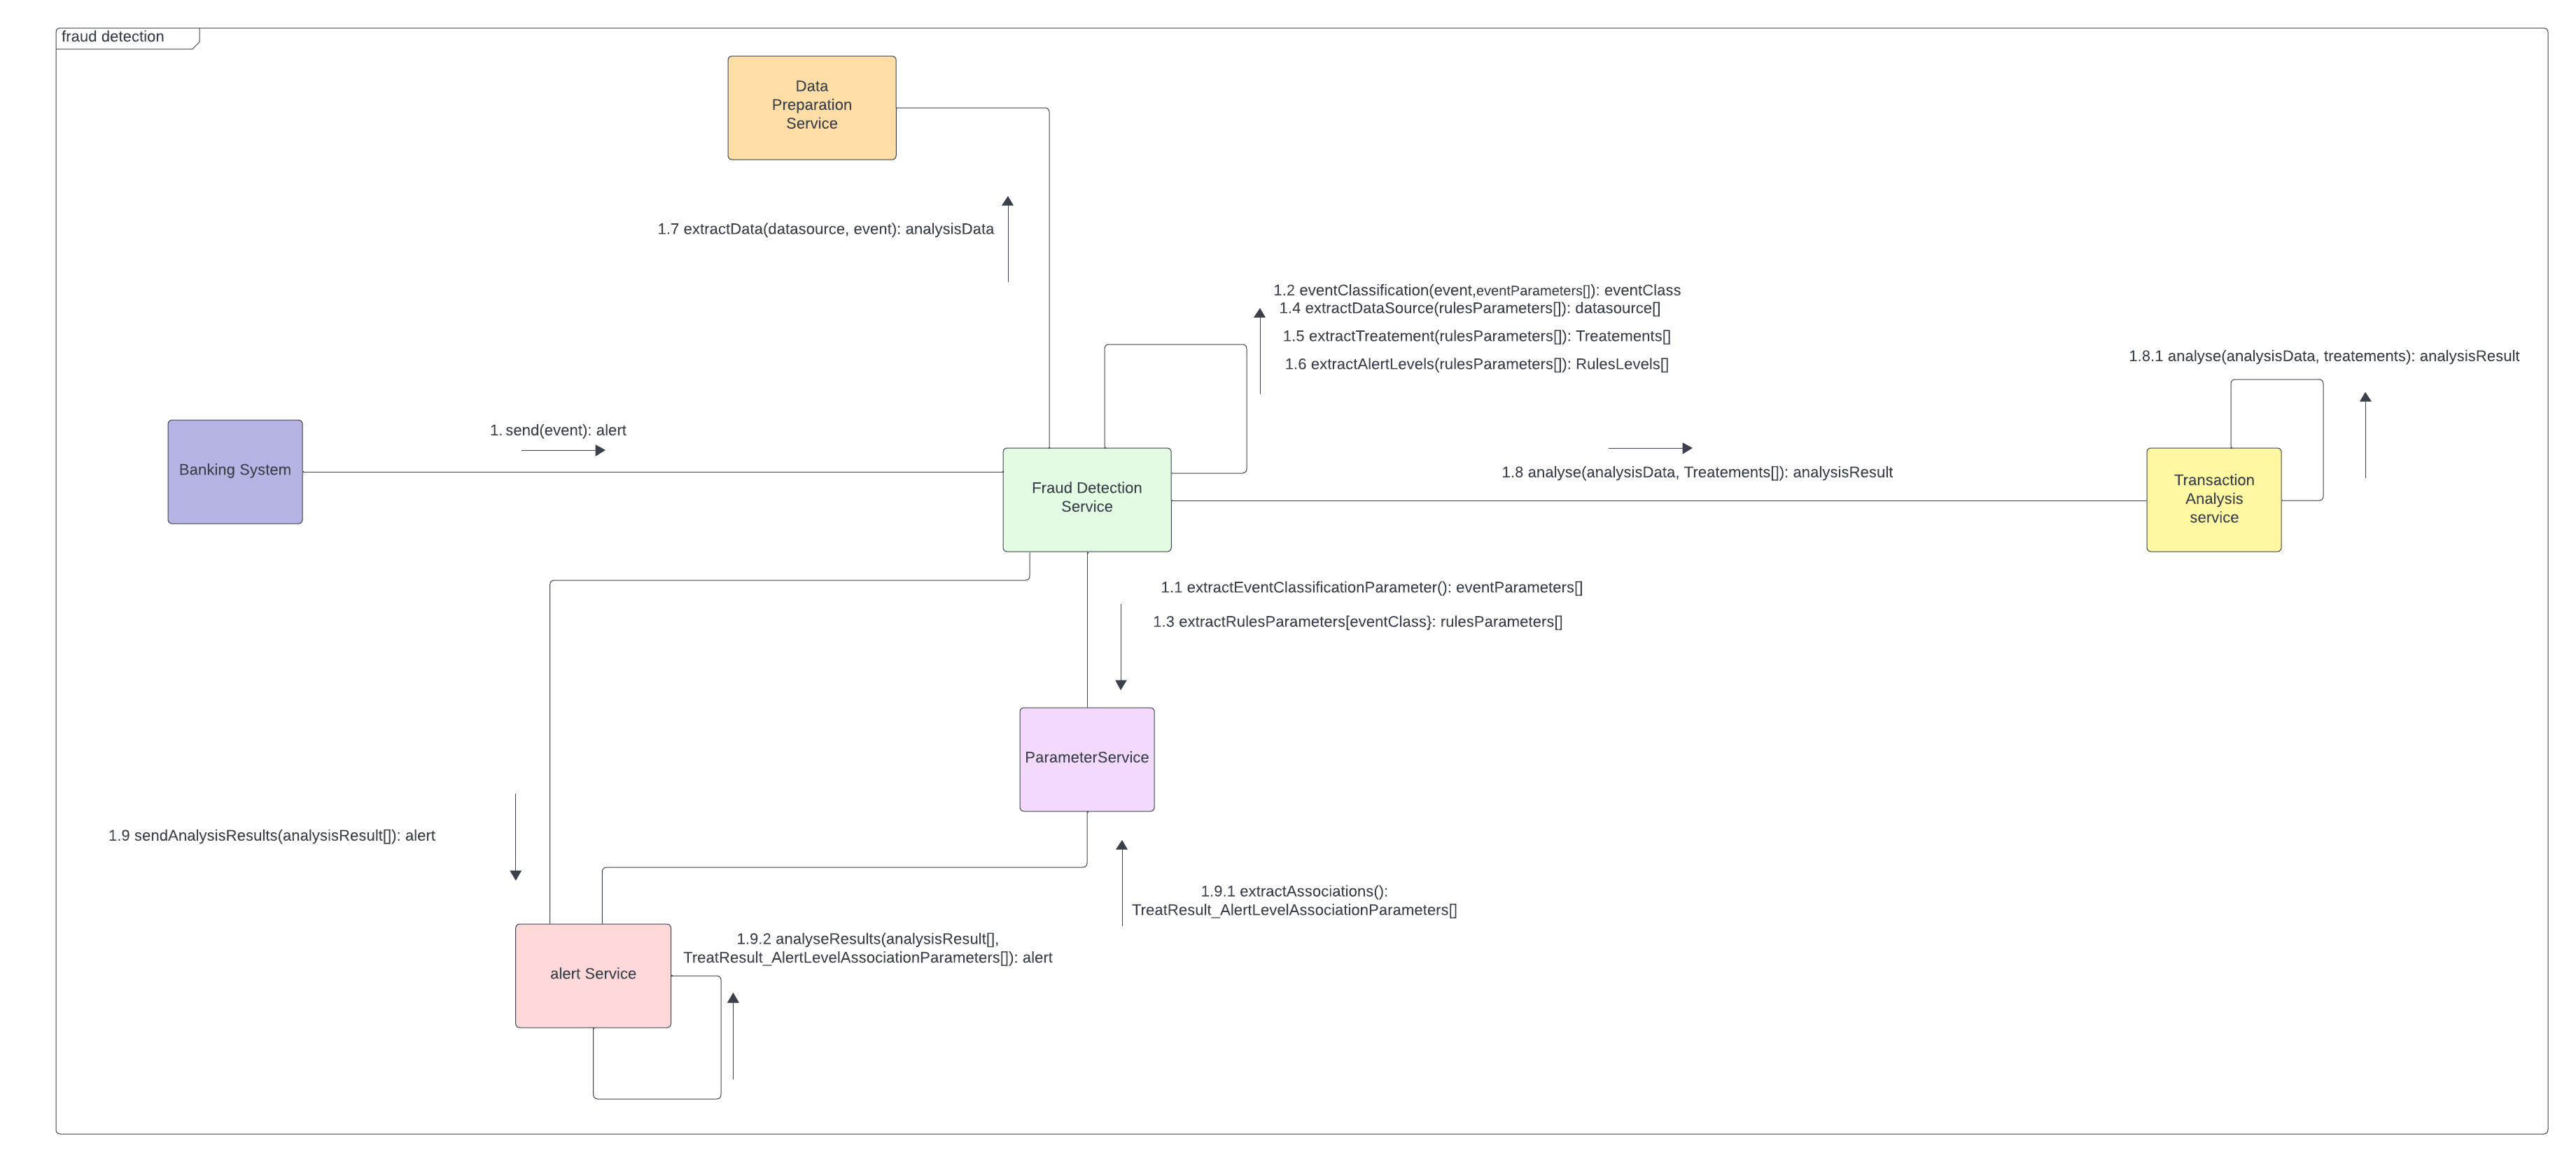 fraud detection
Data
Preparation
Service
1.7 extractData(datasource, event): analysisData
1.2 eventClassification(event,eventParameters[]): eventClass
1.4 extractDataSource(rulesParameters[]): datasource[]
1.5 extractTreatement(rulesParameters[]): Treatements[]
1.6 extractAlertLevels(rulesParameters[]): RulesLevels[]
1.8.1 analyse(analysisData, treatements): analysisResult
1. send(event): alert
Banking System
Fraud Detection
Service
1.8 analyse(analysisData, Treatements[]): analysisResult
Transaction
Analysis
service
1.1 extractEventClassificationParameter(): eventParameters[]
1.3 extractRulesParameters[eventClass}: rulesParameters[]
ParameterService
1.9 sendAnalysisResults(analysisResult[]): alert
1.9.1 extractAssociations():
TreatResult_AlertLevelAssociationParameters[]
1.9.2 analyseResults(analysisResult[],
TreatResult_AlertLevelAssociationParameters[]): alert
alert Service